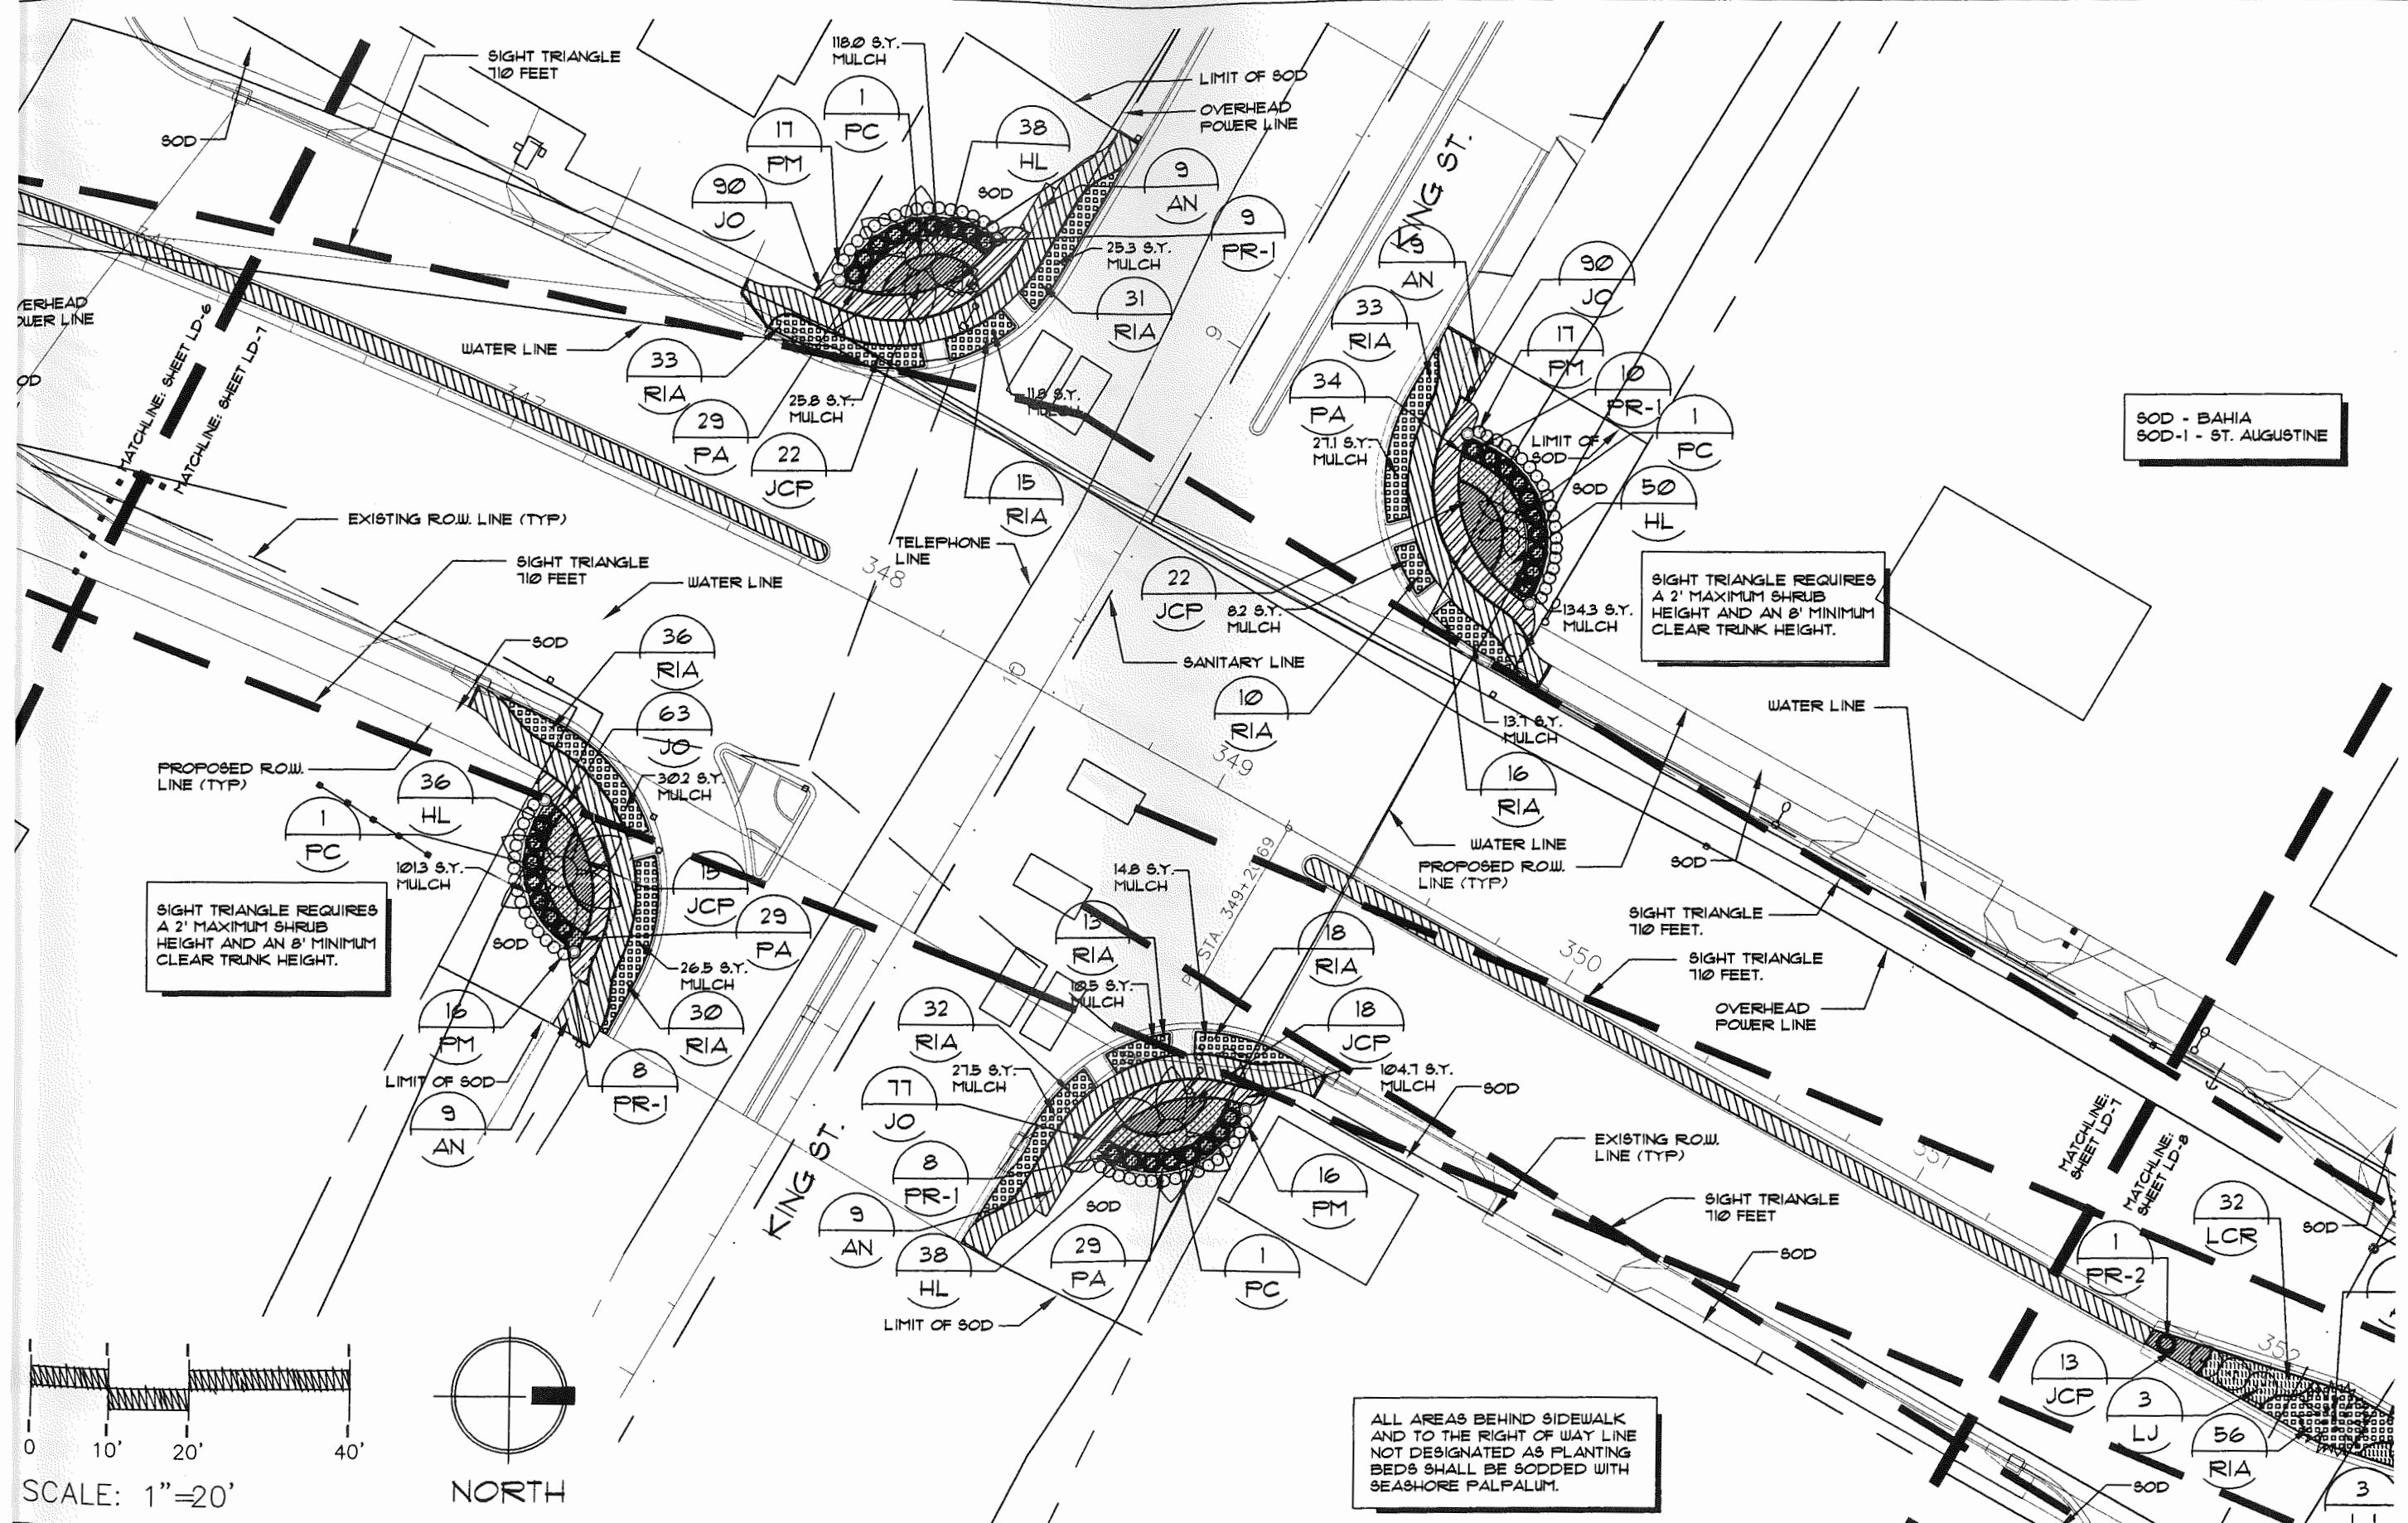 118.0 S.Y.
MULCH
SIGHT TRIANGLE
710 FEET
LIMIT OF SOD
OVERHEAD
POWER LINE
SOD
1
PC
17
PM
38
HL
90
JO
SOD
9
AN
9
PR-1
25.3 S.Y.
MULCH
31
RIA
KING ST.
9
AN
90
JO
33
RIA
17
PM
34
PA
10
PR-1
1
PC
27.1 S.Y.
MULCH
LIMIT OF
SOD
SOD
50
HL
SOD - BAHIA
SOD-1 - ST. AUGUSTINE
POWER LINE
MATCHLINE: SHEET LD-6
MATCHLINE: SHEET LD-7
WATER LINE
33
RIA
25.8 S.Y.
MULCH
11.8 S.Y.
MULCH
29
PA
22
JCP
15
RIA
347
9
EXISTING R.O.W. LINE (TYP)
TELEPHONE
LINE
348
SIGHT TRIANGLE
710 FEET
WATER LINE
22
JCP
8.2 S.Y.
MULCH
134.3 S.Y.
MULCH
SIGHT TRIANGLE REQUIRES
A 2' MAXIMUM SHRUB
HEIGHT AND AN 8' MINIMUM
CLEAR TRUNK HEIGHT.
SOD
36
RIA
SANITARY LINE
10
10
RIA
13.7 S.Y.
MULCH
WATER LINE
63
JO
349
16
RIA
PROPOSED R.O.W.
LINE (TYP)
36
HL
30.2 S.Y.
MULCH
1
PC
101.3 S.Y.
MULCH
WATER LINE
PROPOSED R.O.W.
LINE (TYP)
SOD
SIGHT TRIANGLE REQUIRES
A 2' MAXIMUM SHRUB
HEIGHT AND AN 8' MINIMUM
CLEAR TRUNK HEIGHT.
15
JCP
29
PA
SOD
26.5 S.Y.
MULCH
14.8 S.Y.
MULCH
STA. 349+20.69
13
RIA
18
RIA
10.5 S.Y.
MULCH
350
SIGHT TRIANGLE
710 FEET.
SIGHT TRIANGLE
710 FEET.
OVERHEAD
POWER LINE
16
PM
30
RIA
32
RIA
18
JCP
LIMIT OF SOD
8
PR-1
27.5 S.Y.
MULCH
104.7 S.Y.
MULCH
SOD
9
AN
77
JO
8
PR-1
16
PM
EXISTING R.O.W.
LINE (TYP)
351
MATCHLINE:
SHEET LD-7
MATCHLINE:
SHEET LD-8
KING ST.
9
AN
SOD
38
HL
29
PA
1
PC
SIGHT TRIANGLE
710 FEET
SOD
LIMIT OF SOD
32
LCR
SOD
1
PR-2
352
13
JCP
3
LJ
56
RIA
SOD
3
0 10' 20' 40'
SCALE: 1"=20'
NORTH
ALL AREAS BEHIND SIDEWALK
AND TO THE RIGHT OF WAY LINE
NOT DESIGNATED AS PLANTING
BEDS SHALL BE SODDED WITH
SEASHORE PALPALUM.